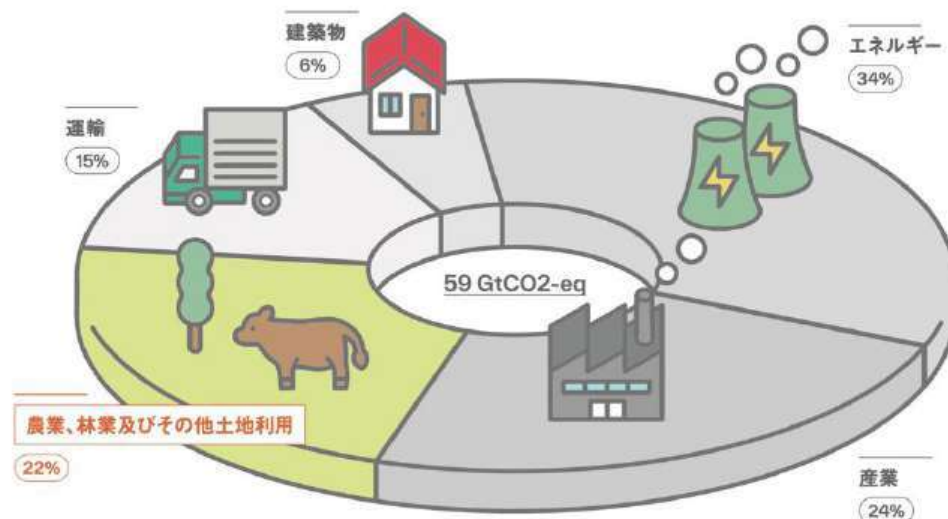 建築物
6%
エネルギー
34%
運輸
15%
59 GtCO2-eq
農業、林業及びその他土地利用
22%
産業
24%